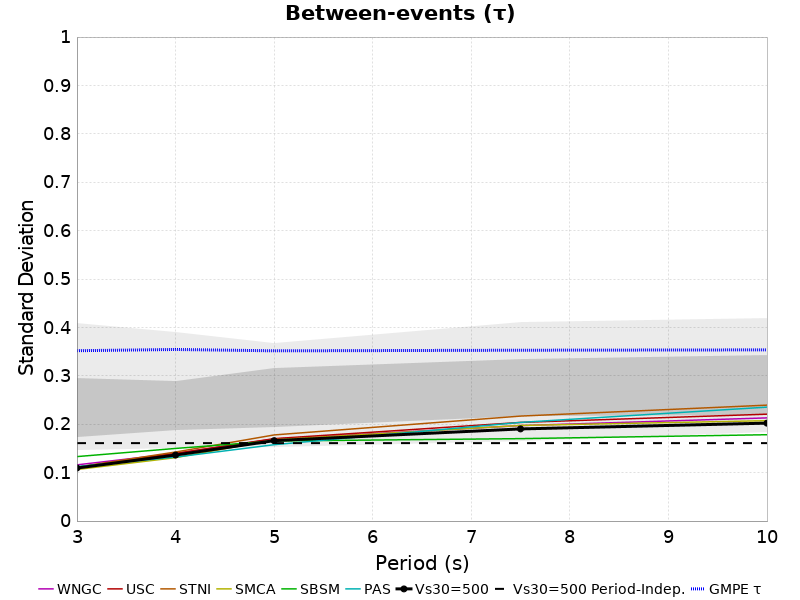 Between-events (τ)
Standard Deviation
1
0.9
0.8
0.7
0.6
0.5
0.4
0.3
0.2
0.1
0
3 4 5 6 7 8 9 10
Period (s)
WNGC USC STNI SMCA SBSM PAS Vs30=500 Vs30=500 Period-Indep. GMPE τ